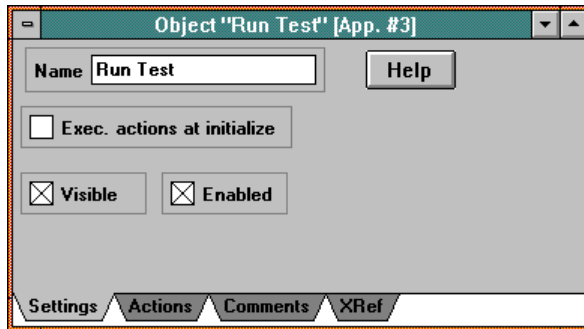 Object "Run Test" [App. #3]
Name Run Test Help
Exec. actions at initialize
Visible Enabled
Settings Actions Comments XRef